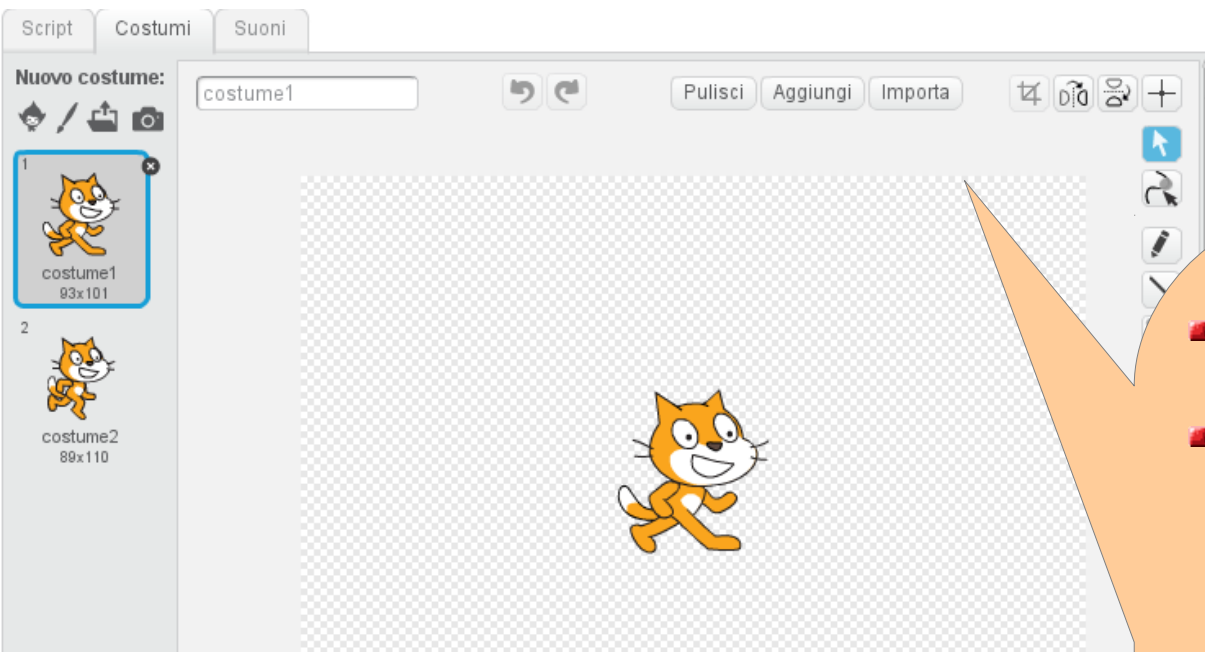 Script Costumi Suoni
Nuovo costume:
costume1
Pulisci Aggiungi Importa
1
costume1
93x101
2
costume2
89x110